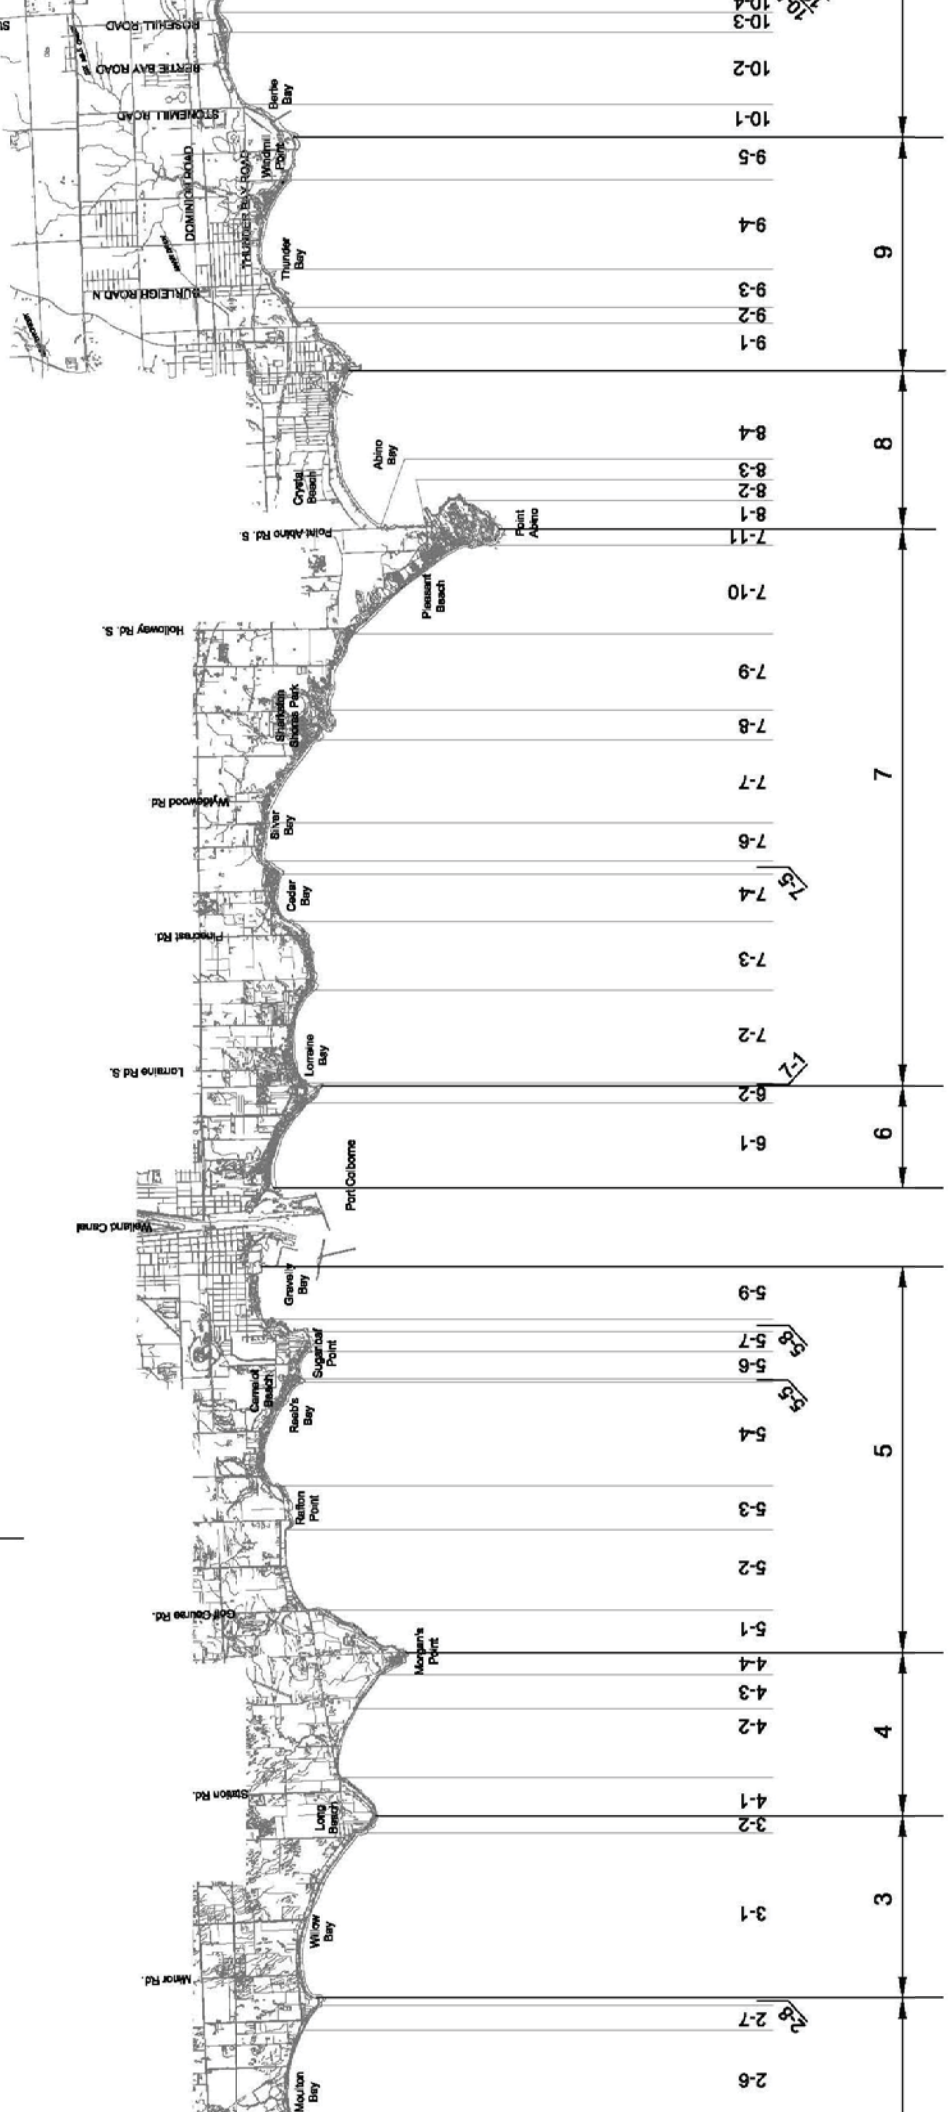 10-4
10-3
ROSEHILL ROAD
10-2
BERTIE BAY ROAD
Bertie
Bay
STONEMILL ROAD
10-1
9-5
Windmill
Point
DOMINION ROAD
THUNDER BAY ROAD
9-4
9
Thunder
Bay
9-3
BURLEIGH ROAD N
9-2
9-1
8-4
8
Abino
Bay
8-3
Crystal
Beach
8-2
8-1
Point
Abino
Point Abino Rd. S.
7-11
Pleasant
Beach
7-10
Holloway Rd. S.
7-9
Sherkston
Shores Park
7-8
7-7
7
Wyldewood Rd.
Silver
Bay
7-6
7-5
Cedar
Bay
7-4
Pinecrest Rd.
7-3
7-2
Lorraine
Bay
Lorraine Rd S.
7-1
6-2
6-1
6
Port Colborne
Welland Canal
Gravelly
Bay
5-9
5-8
5-7
Sugarloaf
Point
5-6
5-5
Camelot
Beach
Reeb's
Bay
5-4
5
Rathon
Point
5-3
5-2
Golf Course Rd.
5-1
Morgan's
Point
4-4
4-3
4-2
4
Station Rd.
4-1
Long
Beach
3-2
3-1
3
Willow
Bay
Minor Rd.
2-8
2-7
2-6
Moulton
Bay